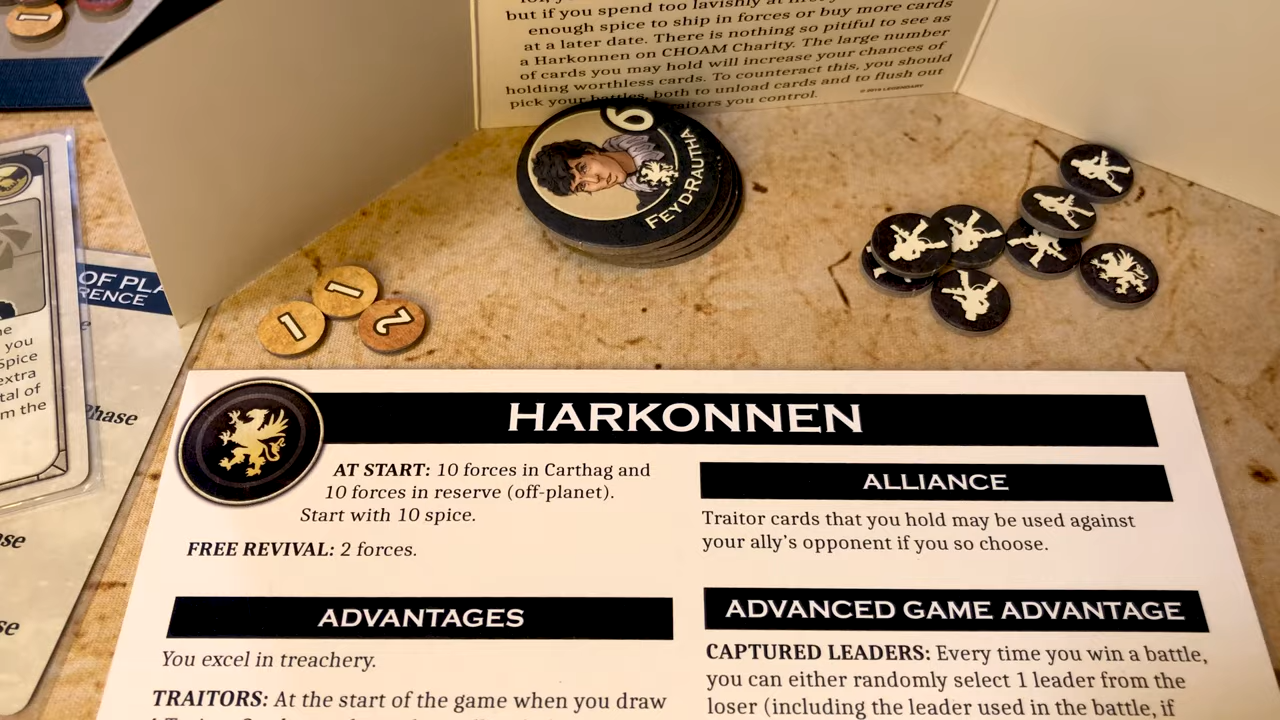 but if you spend too lavishly at
enough spice to ship in forces or buy more cards
at a later date. There is nothing so pitiful to see as
a Harkonnen on CHOAM Charity. The large number
of cards you may hold will increase your chances of
holding worthless cards. To counteract this, you should
pick your battles, both to unload cards and to flush out
traitors you control.
6
FEYD-RAUTHA
1
1
1
2
OF PLA
RENCE
you
Spice
extra
tal of
m the
Phase
HARKONNEN
AT START: 10 forces in Carthag and
10 forces in reserve (off-planet).
Start with 10 spice.
FREE REVIVAL: 2 forces.
ADVANTAGES
You excel in treachery.
TRAITORS: At the start of the game when you draw
ALLIANCE
Traitor cards that you hold may be used against
your ally's opponent if you so choose.
ADVANCED GAME ADVANTAGE
CAPTURED LEADERS: Every time you win a battle,
you can either randomly select 1 leader from the
loser (including the leader used in the battle, if